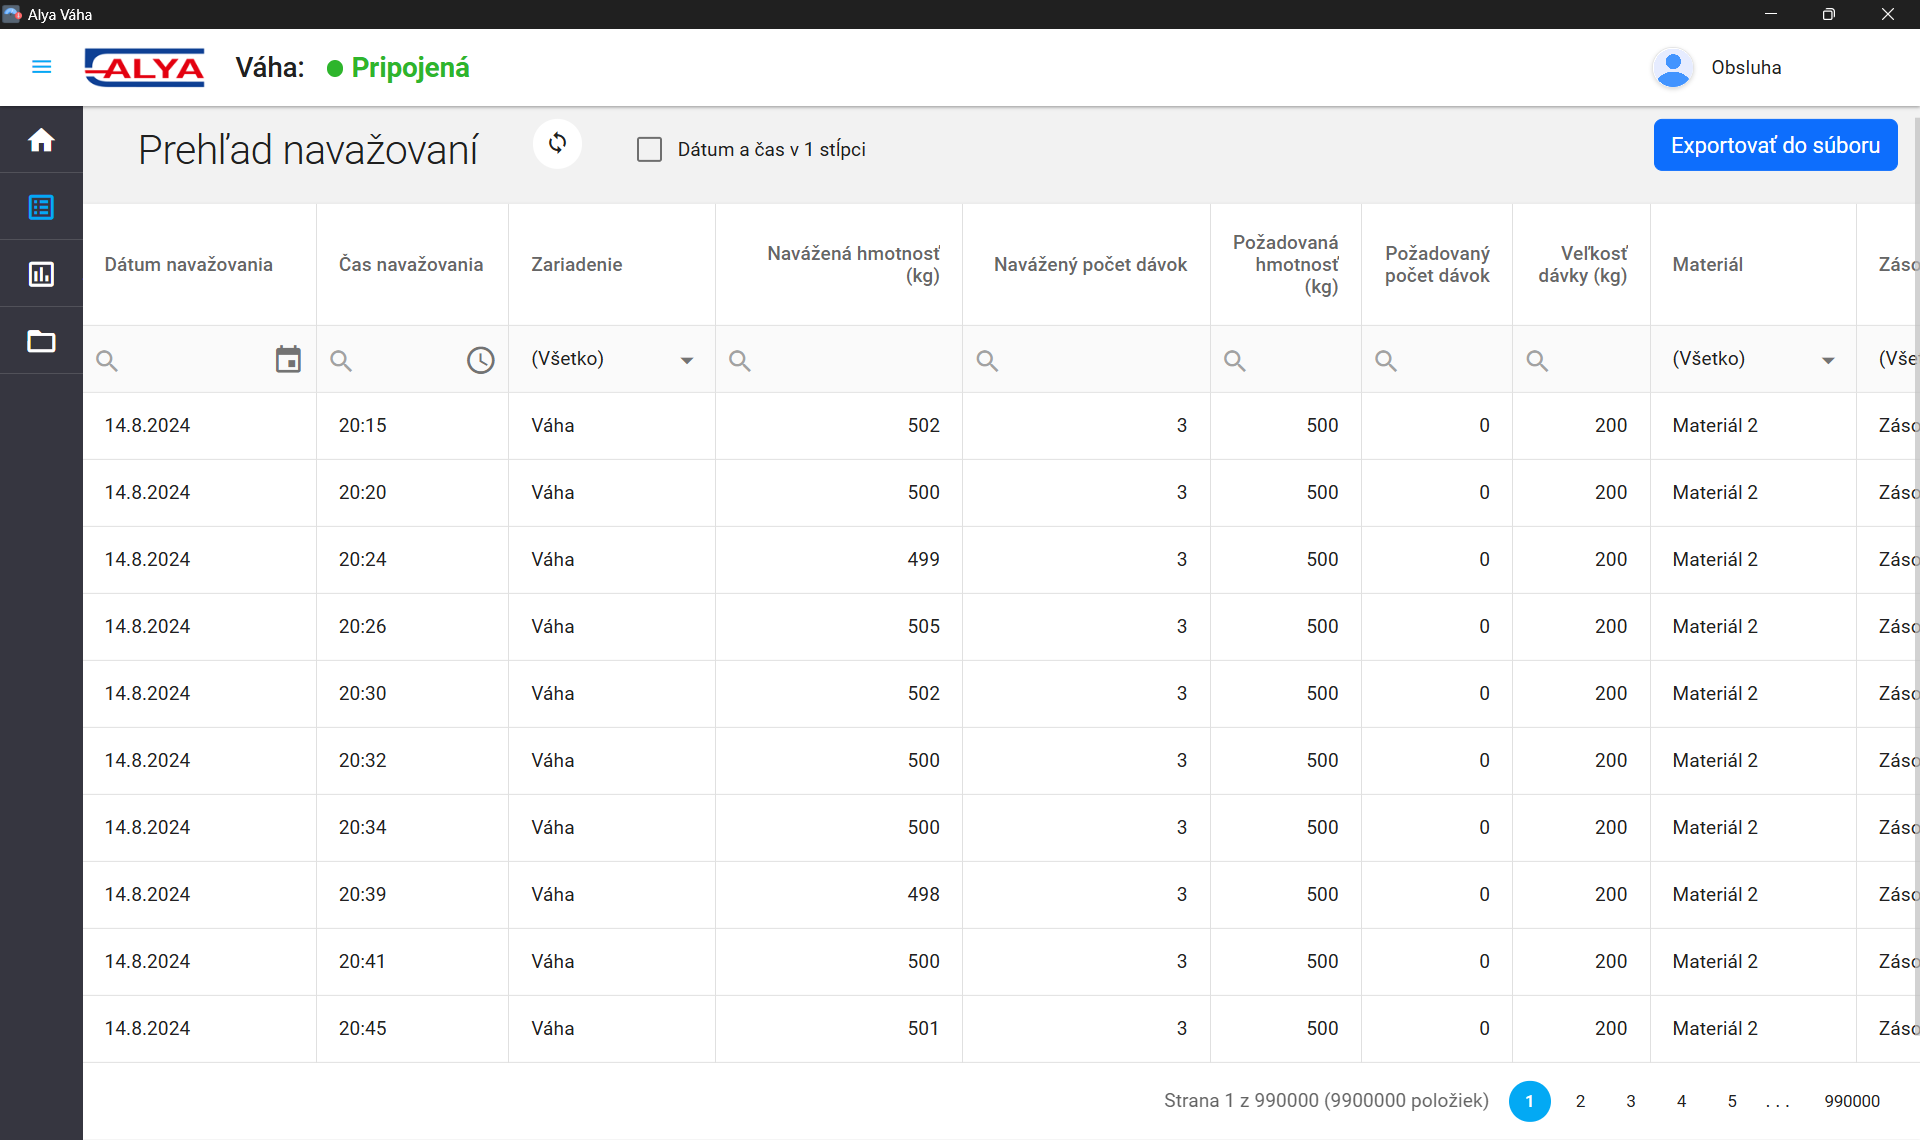 Alya Váha
ALYA
Váha: Pripojená
Obsluha
Prehľad navažovaní
Dátum a čas v 1 stĺpci
Exportovať do súboru
Dátum navažovania Čas navažovania Zariadenie Navážená hmotnosť (kg) Navážený počet dávok Požadovaná hmotnosť (kg) Požadovaný počet dávok Veľkosť dávky (kg) Materiál Záso
(Všetko) (Všetko) (Vše
14.8.2024 20:15 Váha 502 3 500 0 200 Materiál 2 Záso
14.8.2024 20:20 Váha 500 3 500 0 200 Materiál 2 Záso
14.8.2024 20:24 Váha 499 3 500 0 200 Materiál 2 Záso
14.8.2024 20:26 Váha 505 3 500 0 200 Materiál 2 Záso
14.8.2024 20:30 Váha 502 3 500 0 200 Materiál 2 Záso
14.8.2024 20:32 Váha 500 3 500 0 200 Materiál 2 Záso
14.8.2024 20:34 Váha 500 3 500 0 200 Materiál 2 Záso
14.8.2024 20:39 Váha 498 3 500 0 200 Materiál 2 Záso
14.8.2024 20:41 Váha 500 3 500 0 200 Materiál 2 Záso
14.8.2024 20:45 Váha 501 3 500 0 200 Materiál 2 Záso
Strana 1 z 990000 (9900000 položiek) 1 2 3 4 5 ... 990000